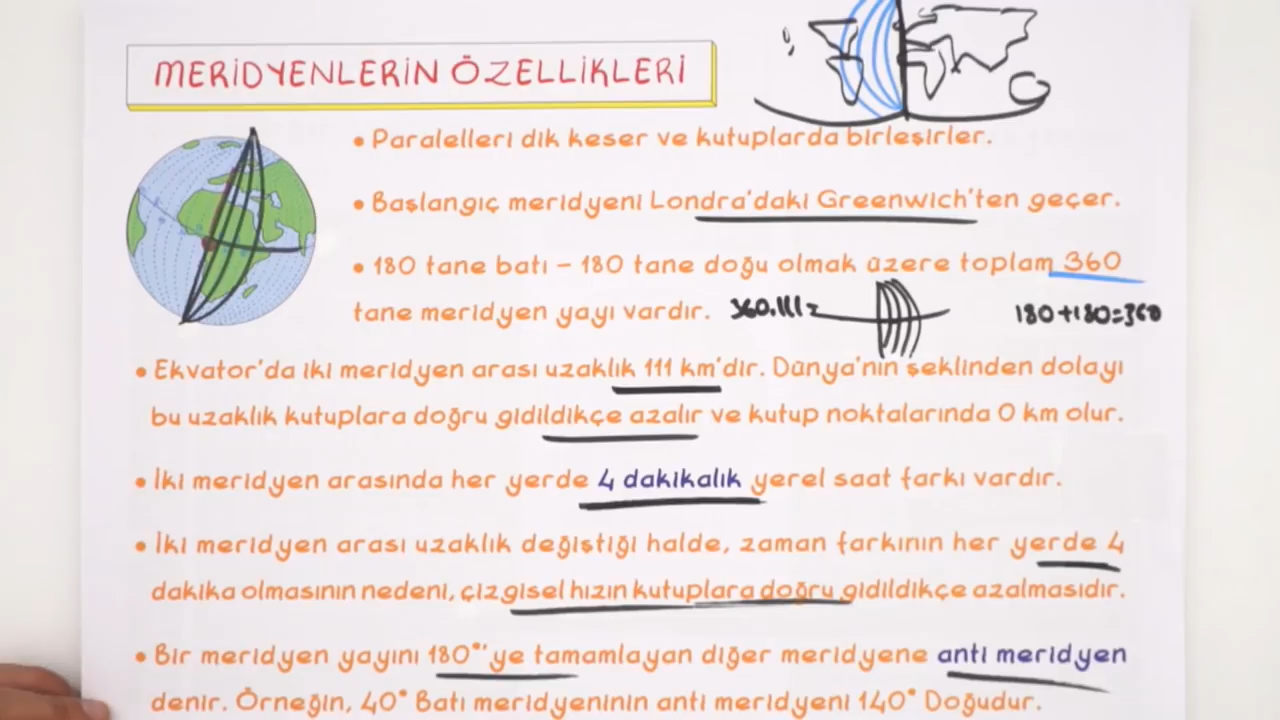 MERİDYENLERİN ÖZELLİKLERİ
• Paralelleri dik keser ve kutuplarda birleşirler.
• Başlangıç meridyeni Londra'daki Greenwich'ten geçer.
• 180 tane batı – 180 tane doğu olmak üzere toplam 360
tane meridyen yayı vardır. 360.111= 180+180=360
• Ekvator'da iki meridyen arası uzaklık 111 km'dir. Dünya'nın şeklinden dolayı
bu uzaklık kutuplara doğru gidildikçe azalır ve kutup noktalarında 0 km olur.
• İki meridyen arasında her yerde 4 dakikalık yerel saat farkı vardır.
• İki meridyen arası uzaklık değiştiği halde, zaman farkının her yerde 4
dakika olmasının nedeni, çizgisel hızın kutuplara doğru gidildikçe azalmasıdır.
• Bir meridyen yayını 180°'ye tamamlayan diğer meridyene anti meridyen
denir. Örneğin, 40° Batı meridyeninin anti meridyeni 140° Doğudur.